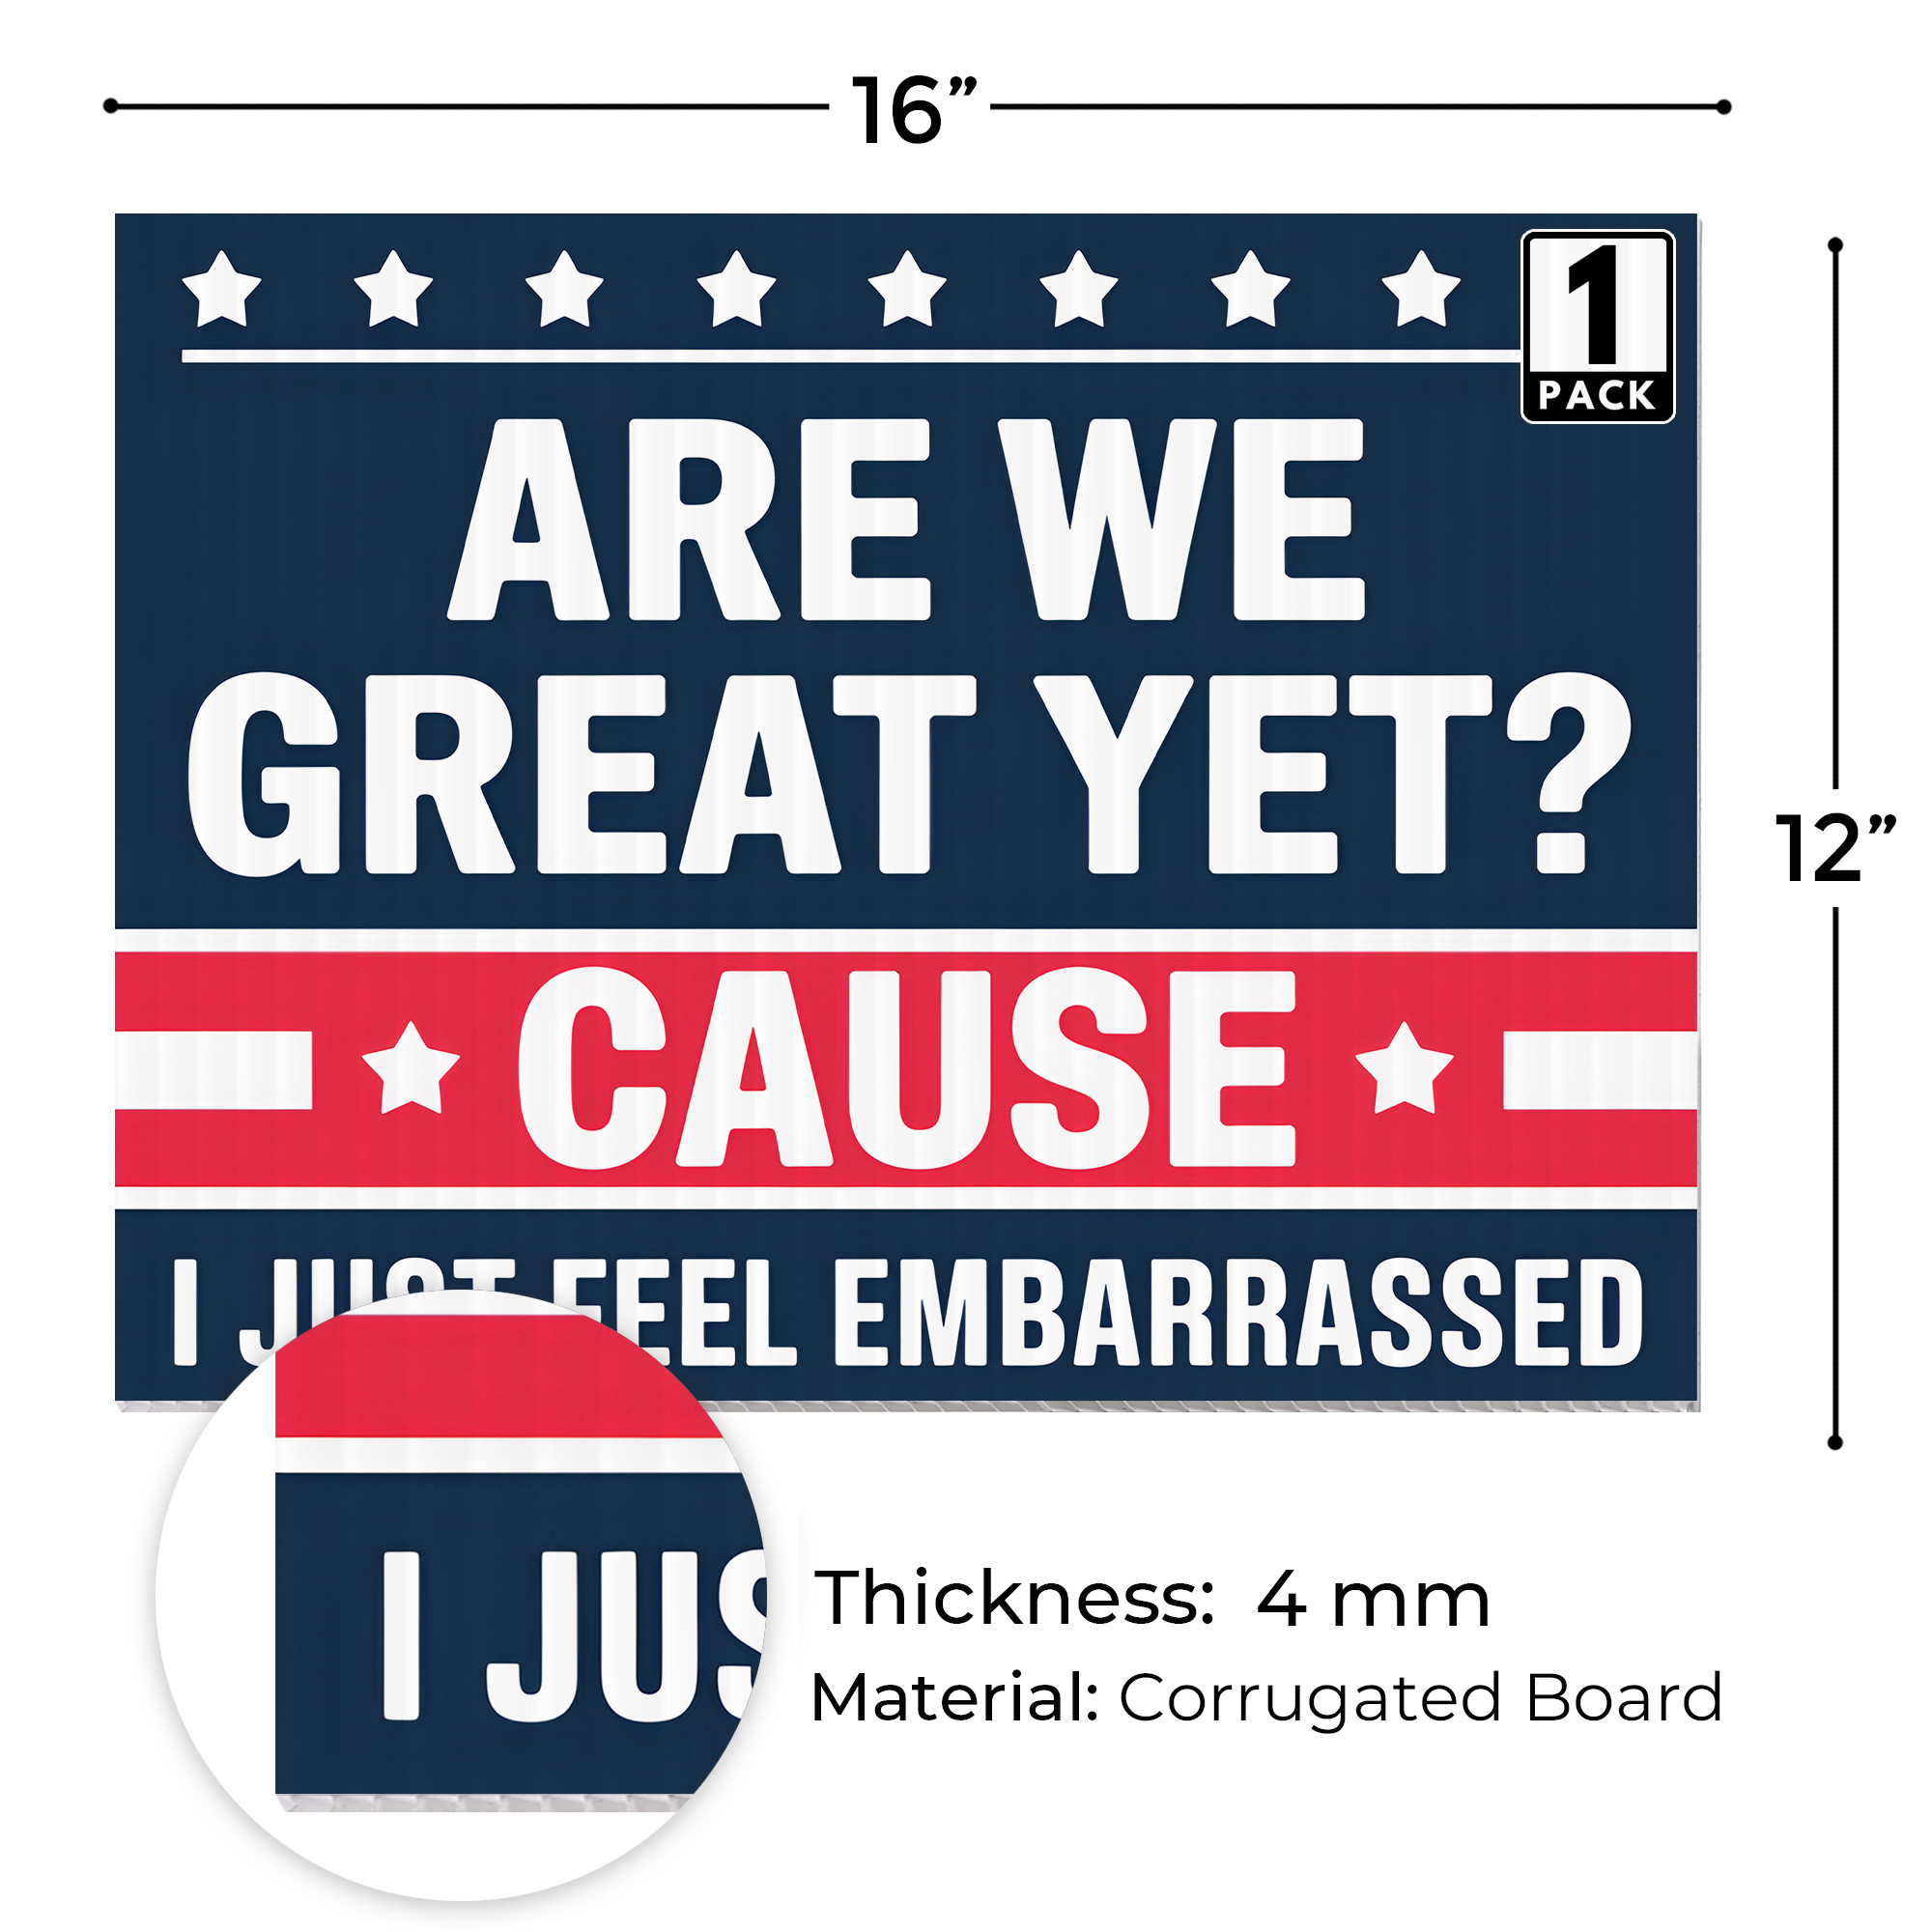 16”
1
PACK
ARE WE
GREAT YET?
CAUSE
I JUST FEEL EMBARRASSED
12”
I JUS
Thickness: 4 mm
Material: Corrugated Board